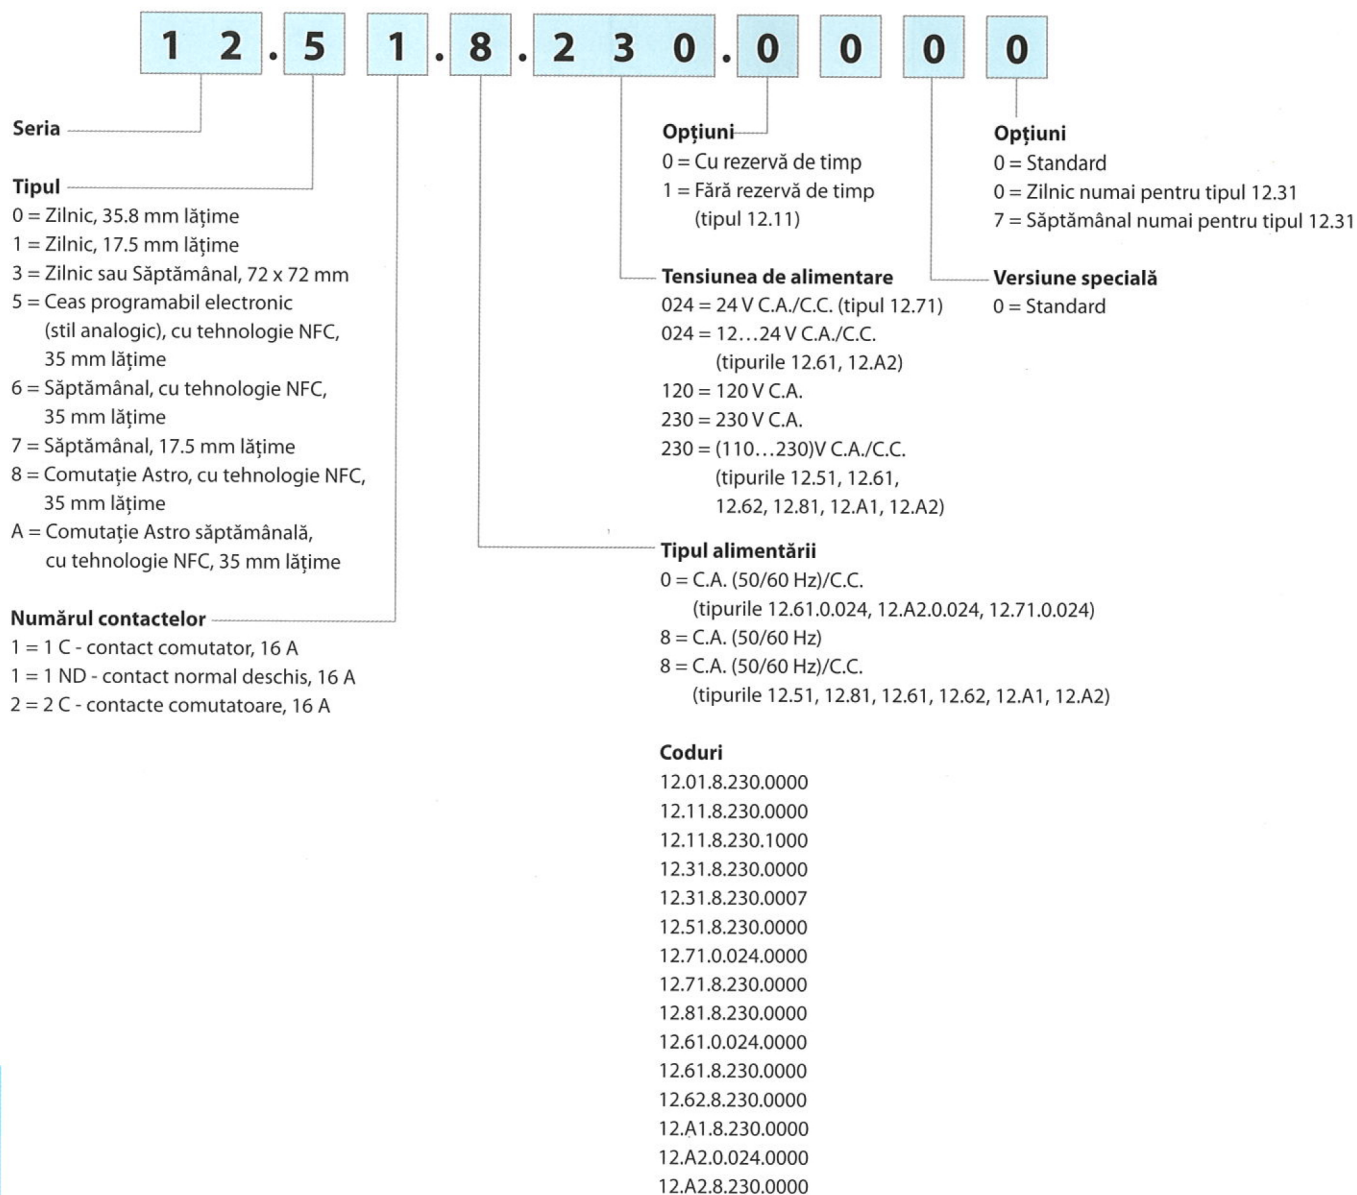 1 2 . 5 1 . 8 . 2 3 0 . 0 0 0 0
Seria
Tipul
0 = Zilnic, 35.8 mm lățime
1 = Zilnic, 17.5 mm lățime
3 = Zilnic sau Săptămânal, 72 x 72 mm
5 = Ceas programabil electronic
(stil analogic), cu tehnologie NFC,
35 mm lățime
6 = Săptămânal, cu tehnologie NFC,
35 mm lățime
7 = Săptămânal, 17.5 mm lățime
8 = Comutație Astro, cu tehnologie NFC,
35 mm lățime
A = Comutație Astro săptămânală,
cu tehnologie NFC, 35 mm lățime
Numărul contactelor
1 = 1 C - contact comutator, 16 A
1 = 1 ND - contact normal deschis, 16 A
2 = 2 C - contacte comutatoare, 16 A
Opțiuni
0 = Cu rezervă de timp
1 = Fără rezervă de timp
(tipul 12.11)
Tensiunea de alimentare
024 = 24 V C.A./C.C. (tipul 12.71)
024 = 12...24 V C.A./C.C.
(tipurile 12.61, 12.A2)
120 = 120 V C.A.
230 = 230 V C.A.
230 = (110...230)V C.A./C.C.
(tipurile 12.51, 12.61,
12.62, 12.81, 12.A1, 12.A2)
Tipul alimentării
0 = C.A. (50/60 Hz)/C.C.
(tipurile 12.61.0.024, 12.A2.0.024, 12.71.0.024)
8 = C.A. (50/60 Hz)
8 = C.A. (50/60 Hz)/C.C.
(tipurile 12.51, 12.81, 12.61, 12.62, 12.A1, 12.A2)
Coduri
12.01.8.230.0000
12.11.8.230.0000
12.11.8.230.1000
12.31.8.230.0000
12.31.8.230.0007
12.51.8.230.0000
12.71.0.024.0000
12.71.8.230.0000
12.81.8.230.0000
12.61.0.024.0000
12.61.8.230.0000
12.62.8.230.0000
12.A1.8.230.0000
12.A2.0.024.0000
12.A2.8.230.0000
Opțiuni
0 = Standard
0 = Zilnic numai pentru tipul 12.31
7 = Săptămânal numai pentru tipul 12.31
Versiune specială
0 = Standard